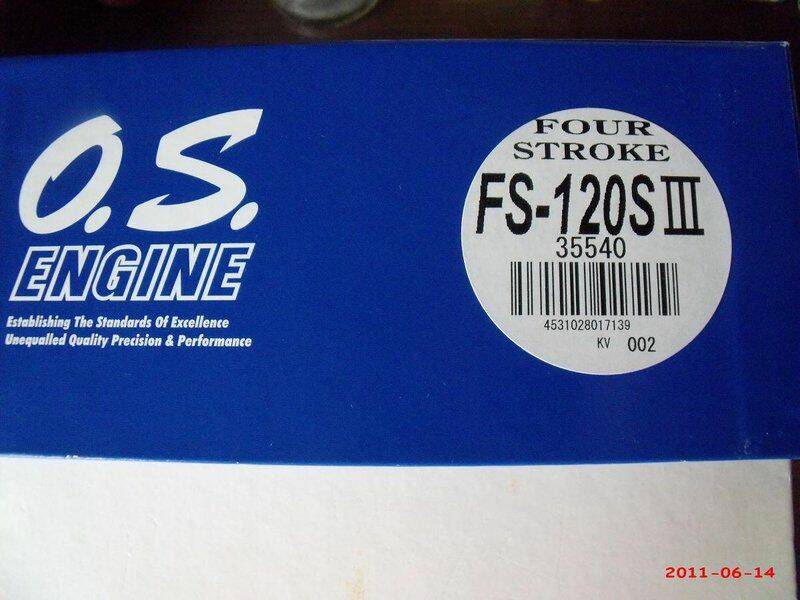 O.S.
ENGINE
Establishing The Standards Of Excellence
Unequalled Quality Precision & Performance
FOUR
STROKE
FS-120SⅢ
35540
4531028017139
KV 002
2011-06-14